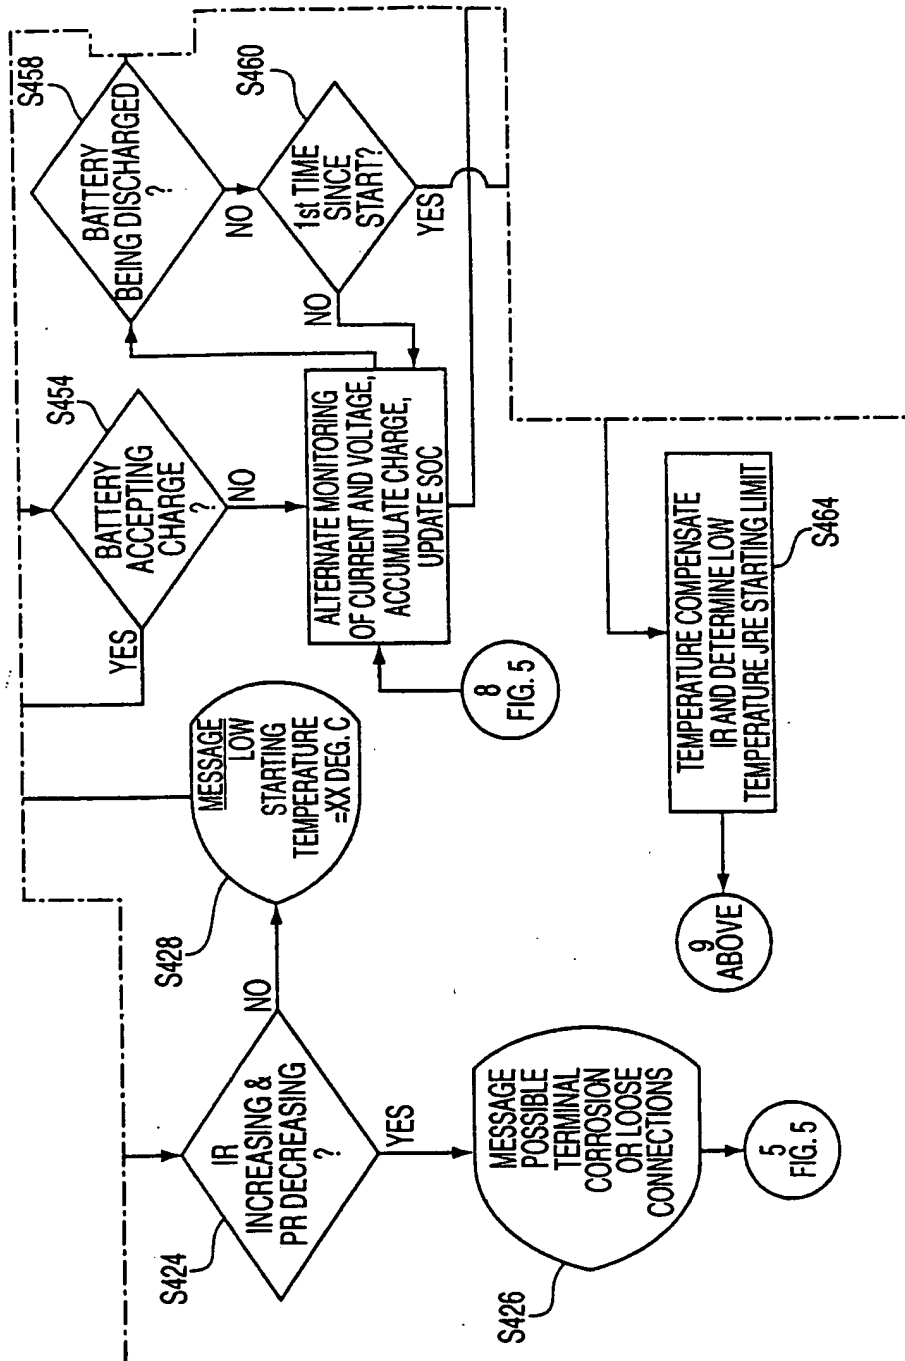 S424
IR
INCREASING &
PR DECREASING
?
NO
YES
S428
MESSAGE
LOW
STARTING
TEMPERATURE
=XX DEG. C
S426
MESSAGE
POSSIBLE
TERMINAL
CORROSION
OR LOOSE
CONNECTIONS
5
FIG. 5
S454
BATTERY
ACCEPTING
CHARGE
?
YES
NO
S458
BATTERY
BEING DISCHARGED
?
NO
S460
1st TIME
SINCE
START?
NO
YES
ALTERNATE MONITORING
OF CURRENT AND VOLTAGE,
ACCUMULATE CHARGE,
UPDATE SOC
8
FIG. 5
TEMPERATURE COMPENSATE
IR AND DETERMINE LOW
TEMPERATURE JRE STARTING LIMIT
S464
9
ABOVE